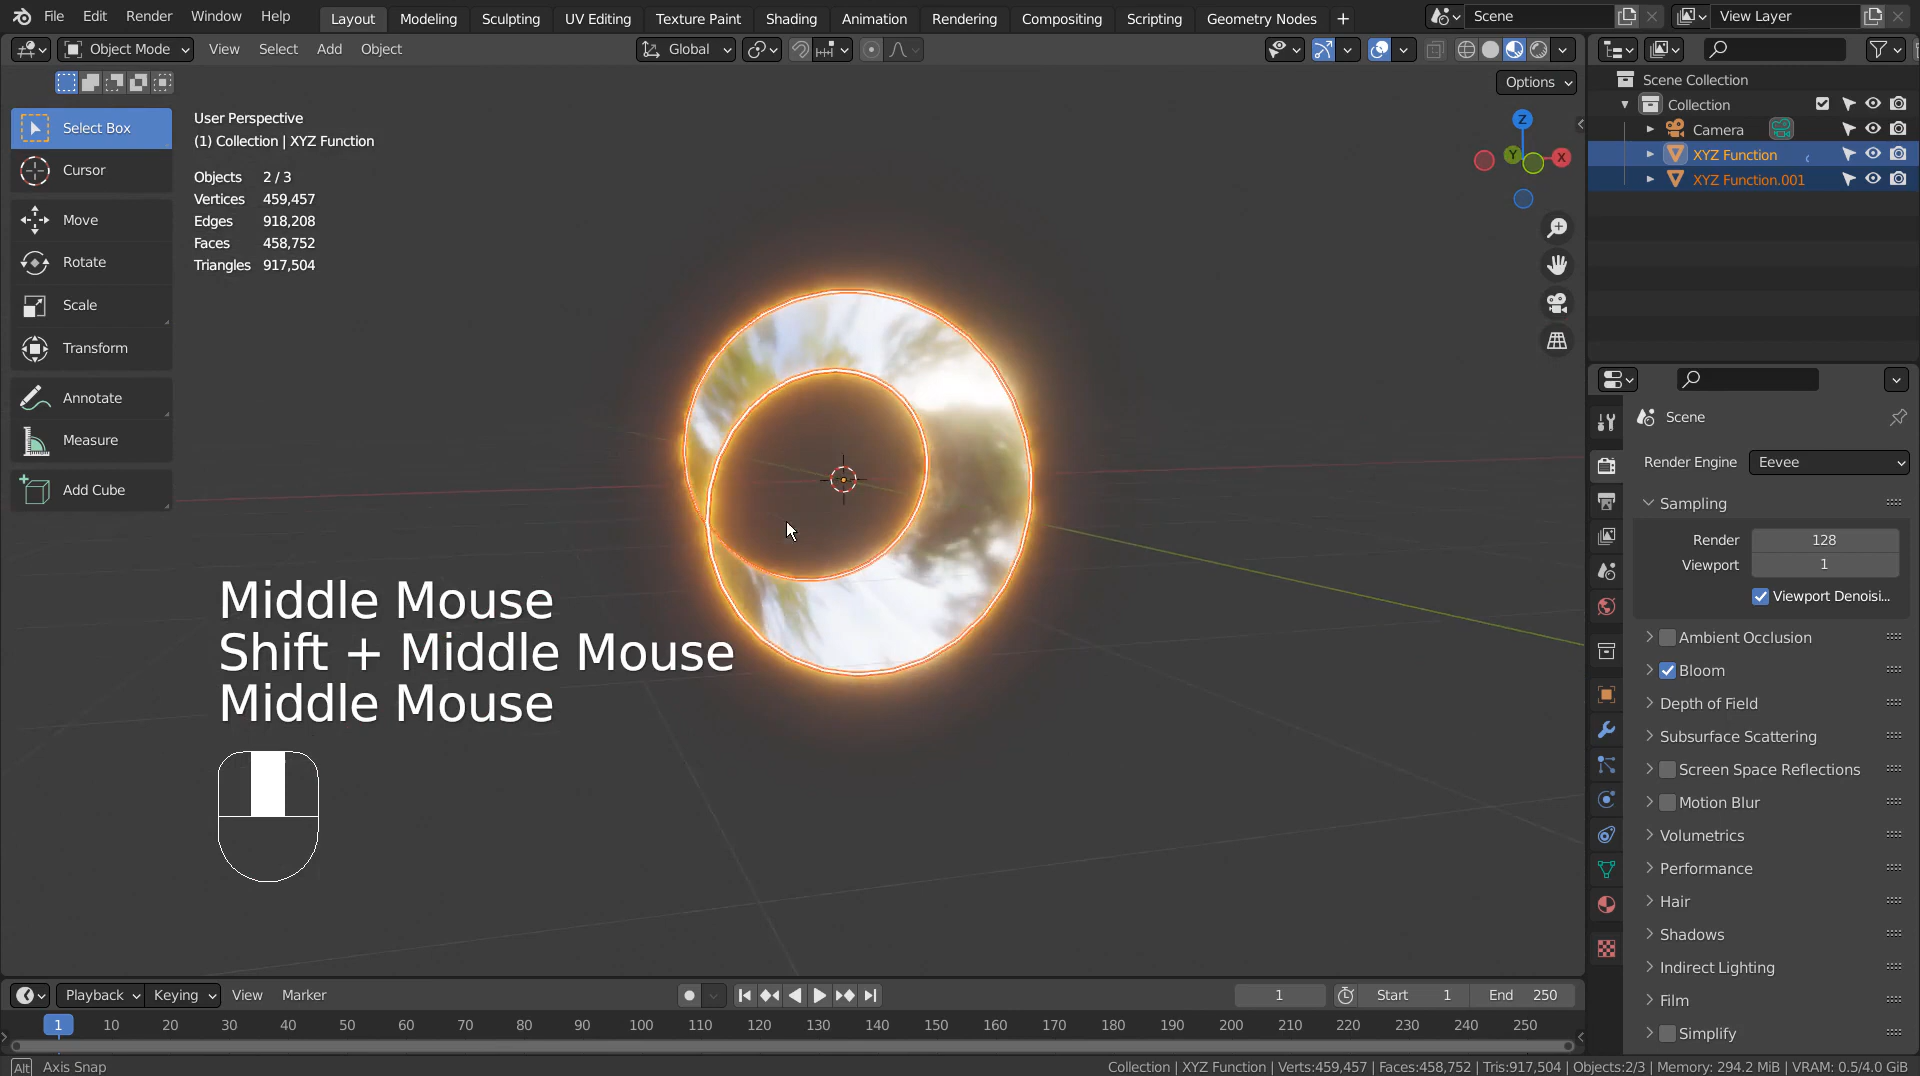 File Edit Render Window Help Layout Modeling Sculpting UV Editing Texture Paint Shading Animation Rendering Compositing Scripting Geometry Nodes + Scene View Layer
Object Mode View Select Add Object Global
Options
Select Box
Cursor
Move
Rotate
Scale
Transform
Annotate
Measure
Add Cube
User Perspective
(1) Collection | XYZ Function
Objects 2 / 3
Vertices 459,457
Edges 918,208
Faces 458,752
Triangles 917,504
Z
Y
X
Middle Mouse
Shift + Middle Mouse
Middle Mouse
Scene Collection
Collection
Camera
XYZ Function
XYZ Function.001
Scene
Render Engine Eevee
Sampling
Render 128
Viewport 1
Viewport Denoisi...
Ambient Occlusion
Bloom
Depth of Field
Subsurface Scattering
Screen Space Reflections
Motion Blur
Volumetrics
Performance
Hair
Shadows
Indirect Lighting
Film
Simplify
Playback Keying View Marker 1 Start 1 End 250
1 10 20 30 40 50 60 70 80 90 100 110 120 130 140 150 160 170 180 190 200 210 220 230 240 250
Alt Axis Snap
Collection | XYZ Function | Verts:459,457 | Faces:458,752 | Tris:917,504 | Objects:2/3 | Memory: 294.2 MiB | VRAM: 0.5/4.0 GiB